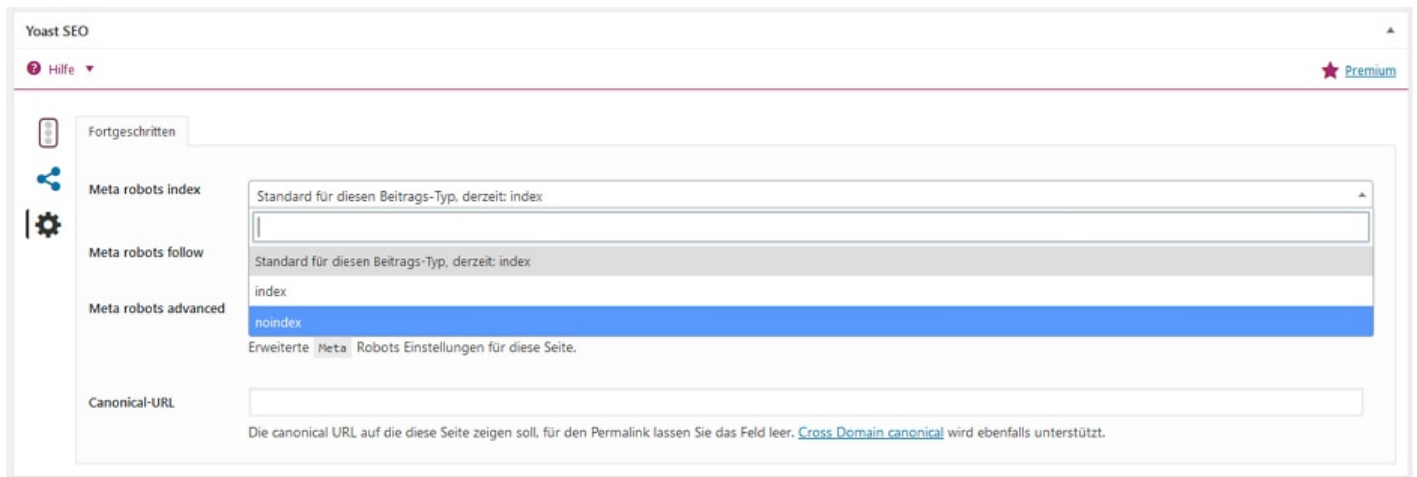 Yoast SEO
Hilfe
Premium
Fortgeschritten
Meta robots index
Standard für diesen Beitrags-Typ, derzeit: index
Meta robots follow
Standard für diesen Beitrags-Typ, derzeit: index
index
Meta robots advanced
noindex
Erweiterte Meta Robots Einstellungen für diese Seite.
Canonical-URL
Die canonical URL auf die diese Seite zeigen soll, für den Permalink lassen Sie das Feld leer. Cross Domain canonical wird ebenfalls unterstützt.